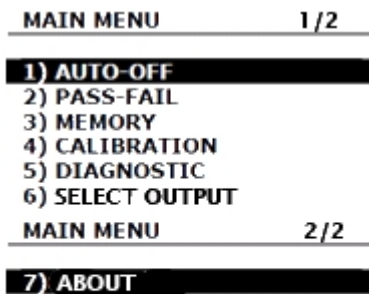 MAIN MENU 1/2
1) AUTO-OFF
2) PASS-FAIL
3) MEMORY
4) CALIBRATION
5) DIAGNOSTIC
6) SELECT OUTPUT
MAIN MENU 2/2
7) ABOUT